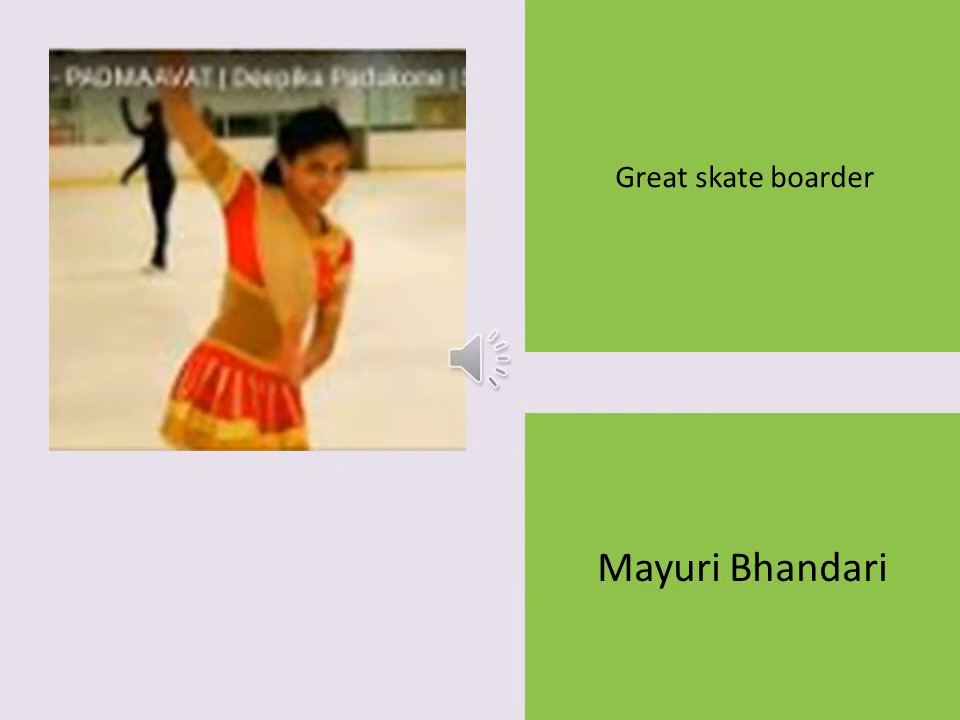 - PADMAAVAT | Deepika Padukone |
Great skate boarder
Mayuri Bhandari